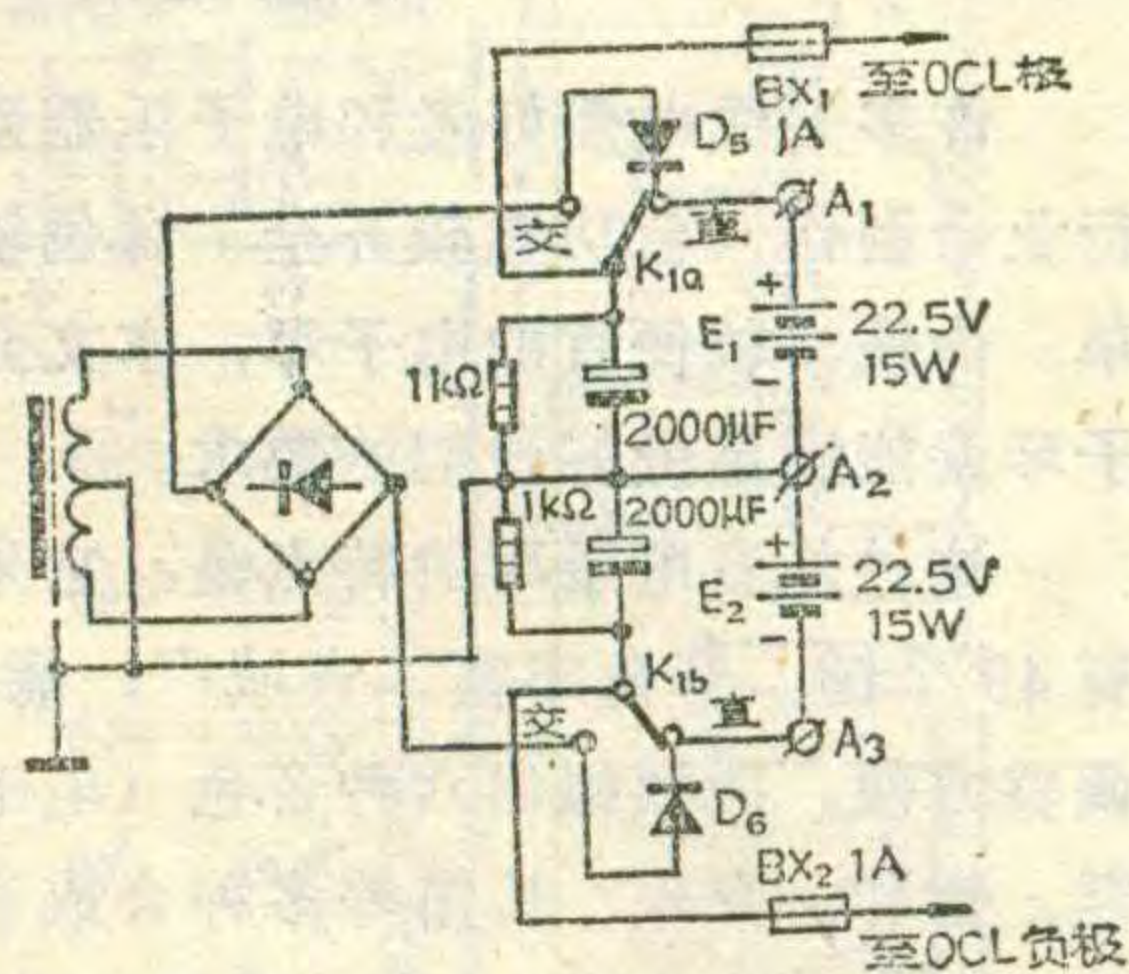 BX₁ 至OCL极
1A
D₅
交
直
A₁
K₁ₐ
E₁
+
22.5V
15W
-
1kΩ
2000μF
A₂
1kΩ
2000μF
E₂
+
22.5V
15W
-
K₁b
交
直
A₃
D₆
BX₂ 1A
至OCL负极